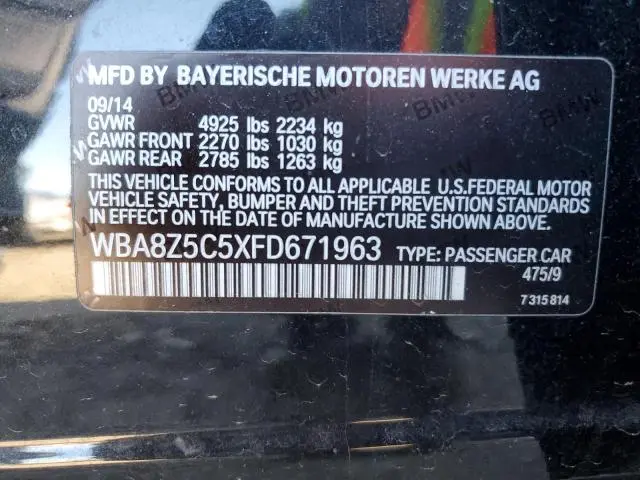 MFD BY BAYERISCHE MOTOREN WERKE AG
09/14
GVWR 4925 lbs 2234 kg
GAWR FRONT 2270 lbs 1030 kg
GAWR REAR 2785 lbs 1263 kg
THIS VEHICLE CONFORMS TO ALL APPLICABLE U.S.FEDERAL MOTOR
VEHICLE SAFETY, BUMPER AND THEFT PREVENTION STANDARDS
IN EFFECT ON THE DATE OF MANUFACTURE SHOWN ABOVE.
WBA8Z5C5XFD671963 TYPE: PASSENGER CAR
475/9
7 315 814